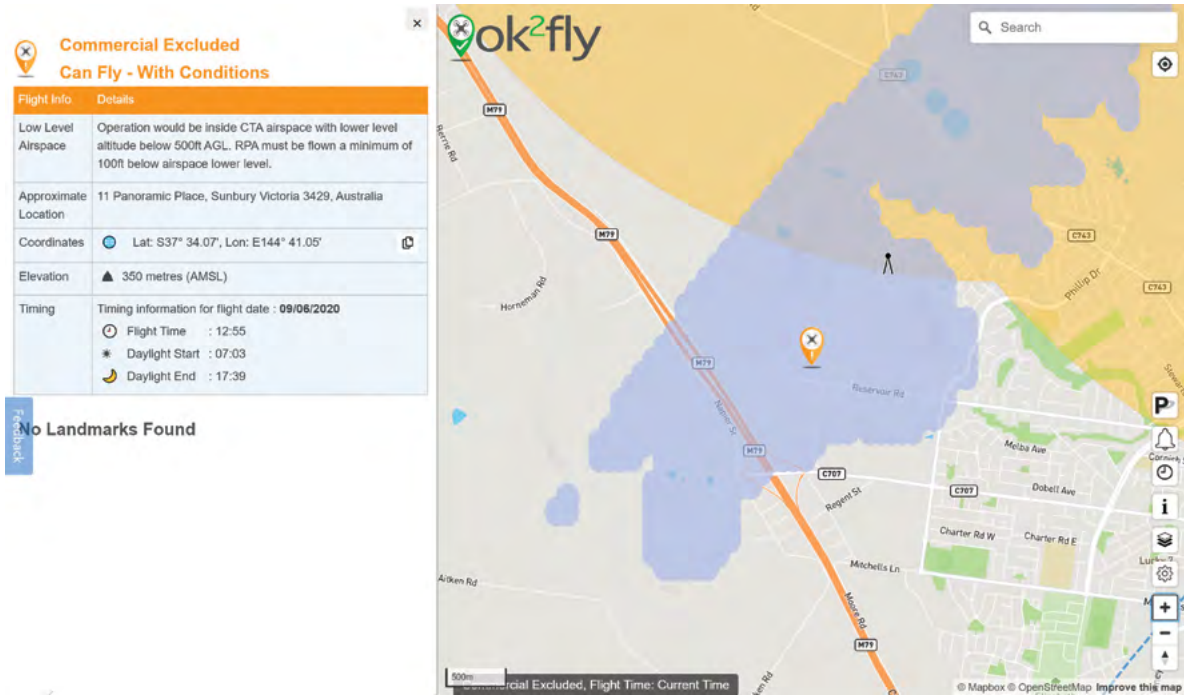 ×
Commercial Excluded
Can Fly - With Conditions
Flight Info Details
Low Level Airspace
Operation would be inside CTA airspace with lower level
altitude below 500ft AGL. RPA must be flown a minimum of
100ft below airspace lower level.
Approximate Location
11 Panoramic Place, Sunbury Victoria 3429, Australia
Coordinates
Lat: S37° 34.07', Lon: E144° 41.05'
Elevation
350 metres (AMSL)
Timing
Timing information for flight date : 09/06/2020
Flight Time : 12:55
Daylight Start : 07:03
Daylight End : 17:39
Feedback
No Landmarks Found
ok2fly
Search
C743
M79
Berrie Rd
M79
C743
Horneman Rd
Phillip Dr
C743
M79
Reservoir Rd
Napier St
M79
Melba Ave
C707
C707
Dobell Ave
Regent St
Charter Rd W
Charter Rd E
Mitchells Ln
Aitken Rd
Moore Rd
M79
P
i
+
−
500m
Commercial Excluded, Flight Time: Current Time
© Mapbox © OpenStreetMap Improve this map